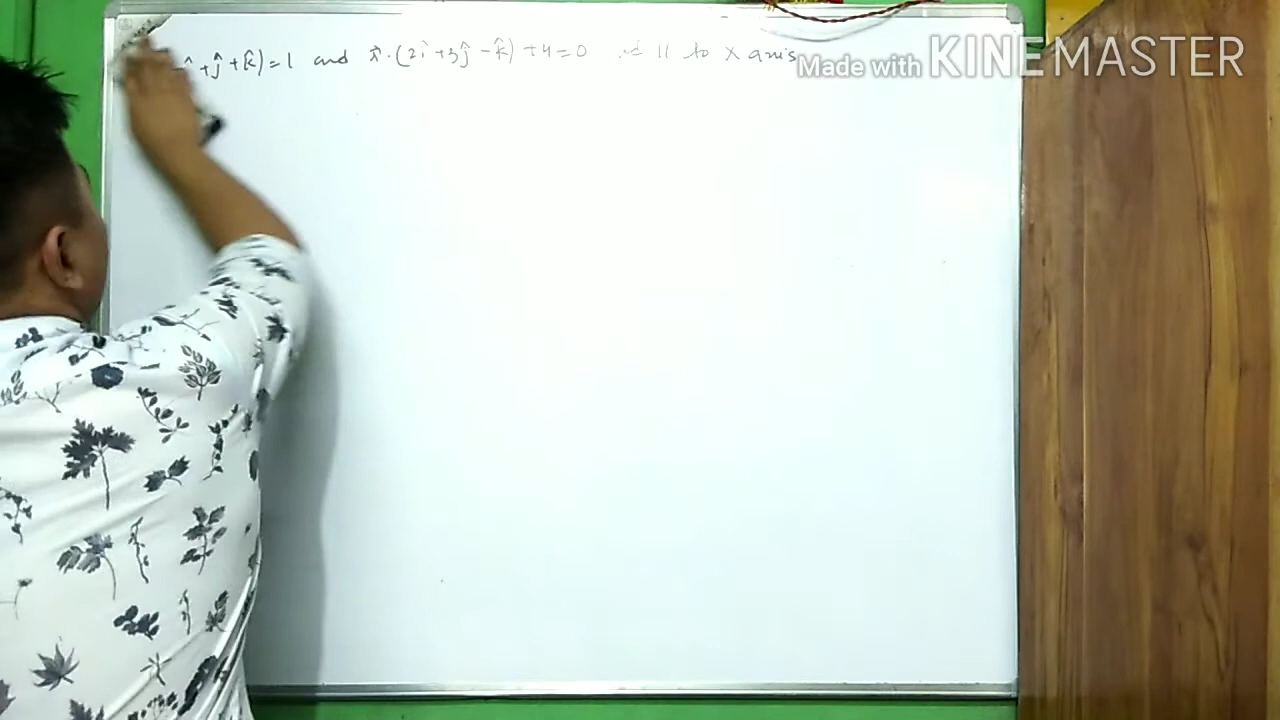 î + ĵ + k̂) = 1 and r⃗ · (2î + 3ĵ − k̂) + 4 = 0 || to X axis
Made with KINEMASTER